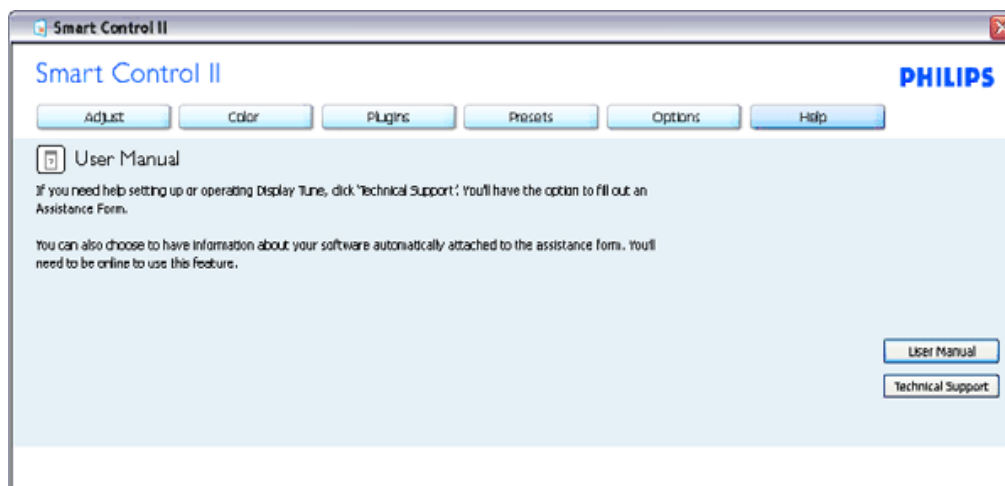 Smart Control II
Smart Control II
PHILIPS
Adjust Color Plugins Presets Options Help
User Manual
If you need help setting up or operating Display Tune, click 'Technical Support'. You'll have the option to fill out an
Assistance Form.
You can also choose to have information about your software automatically attached to the assistance form. You'll
need to be online to use this feature.
User Manual
Technical Support